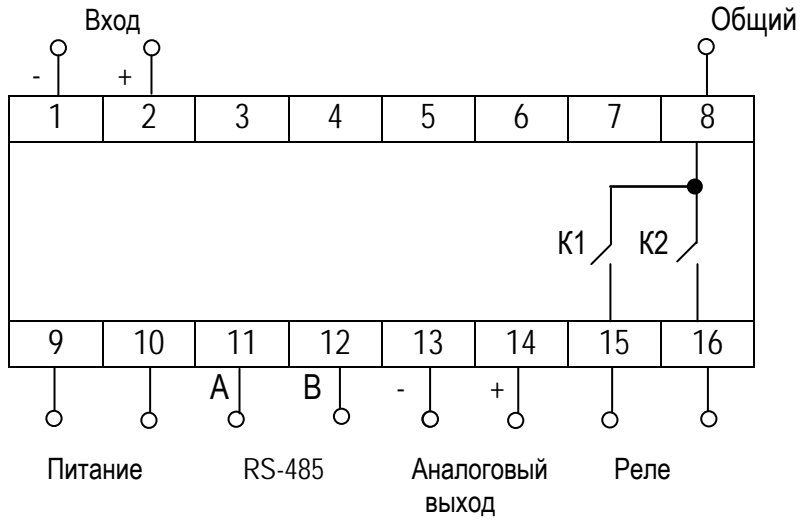 Вход Общий
- +
1 2 3 4 5 6 7 8
К1 К2
9 10 11 12 13 14 15 16
A B - +
Питание RS-485 Аналоговый Реле
выход